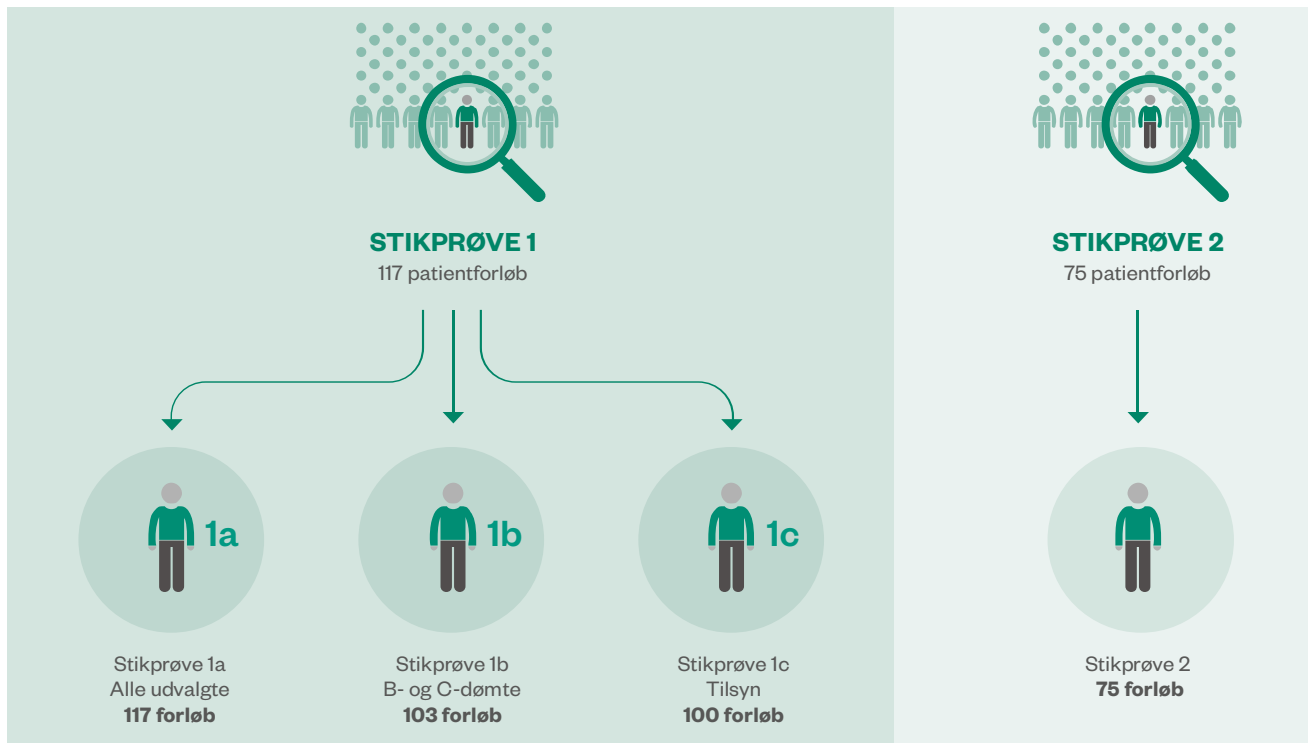 STIKPRØVE 1
117 patientforløb
1a
1b
1c
Stikprøve 1a
Alle udvalgte
117 forløb
Stikprøve 1b
B- og C-dømte
103 forløb
Stikprøve 1c
Tilsyn
100 forløb
STIKPRØVE 2
75 patientforløb
Stikprøve 2
75 forløb